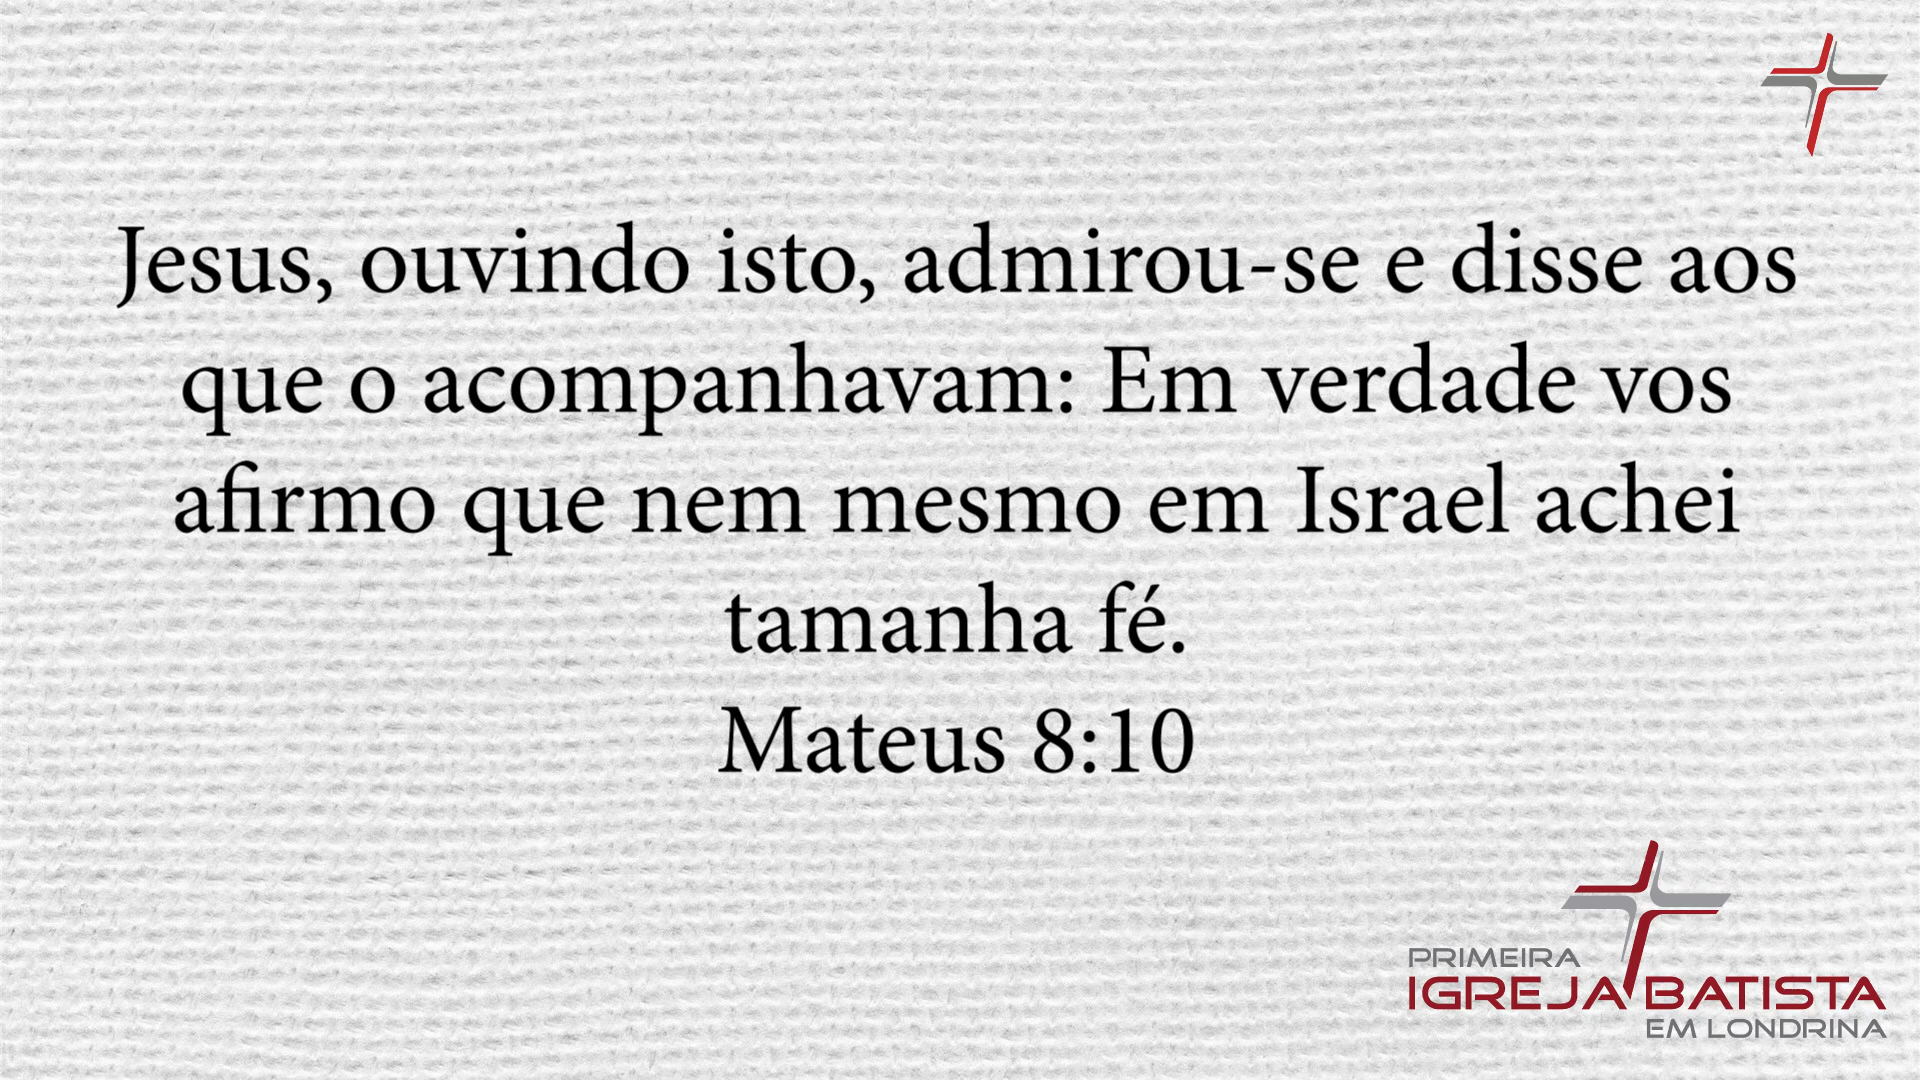 Jesus, ouvindo isto, admirou-se e disse aos
que o acompanhavam: Em verdade vos
afirmo que nem mesmo em Israel achei
tamanha fé.
Mateus 8:10
PRIMEIRA
IGREJA BATISTA
EM LONDRINA